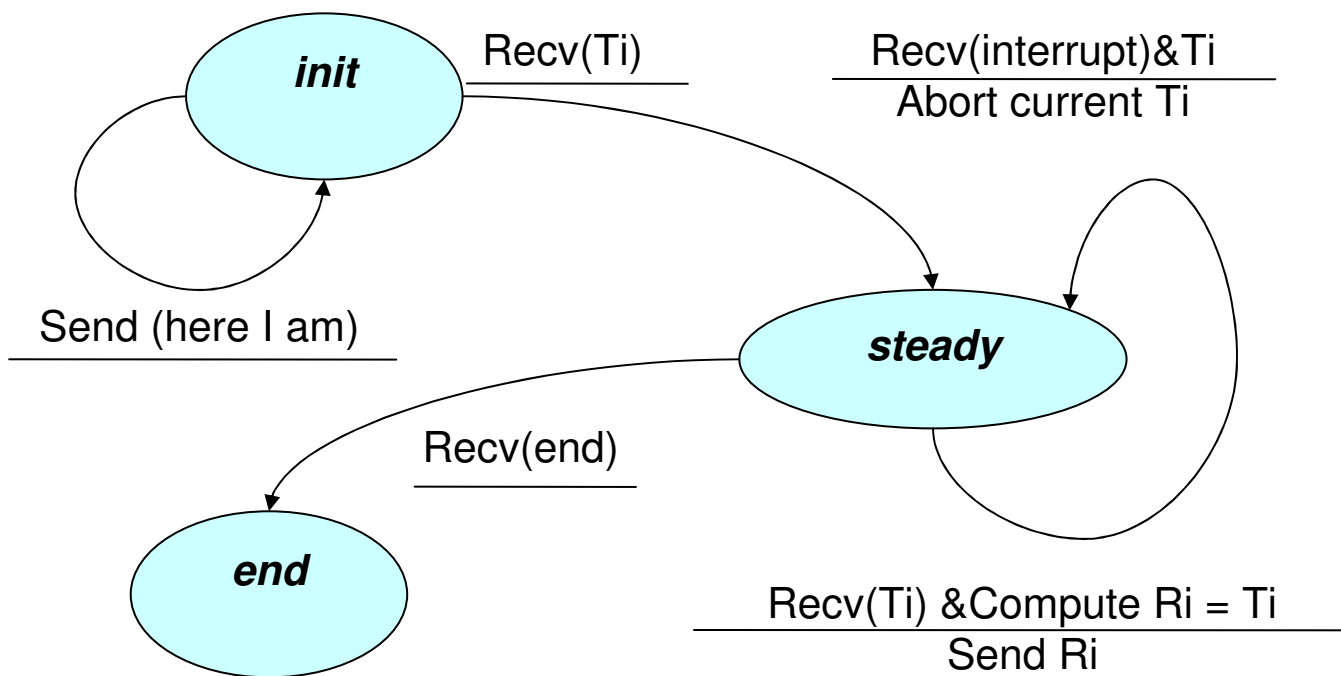 init
Recv(Ti)
Recv(interrupt)&Ti
Abort current Ti
Send (here I am)
steady
Recv(end)
end
Recv(Ti) &Compute Ri = Ti
Send Ri